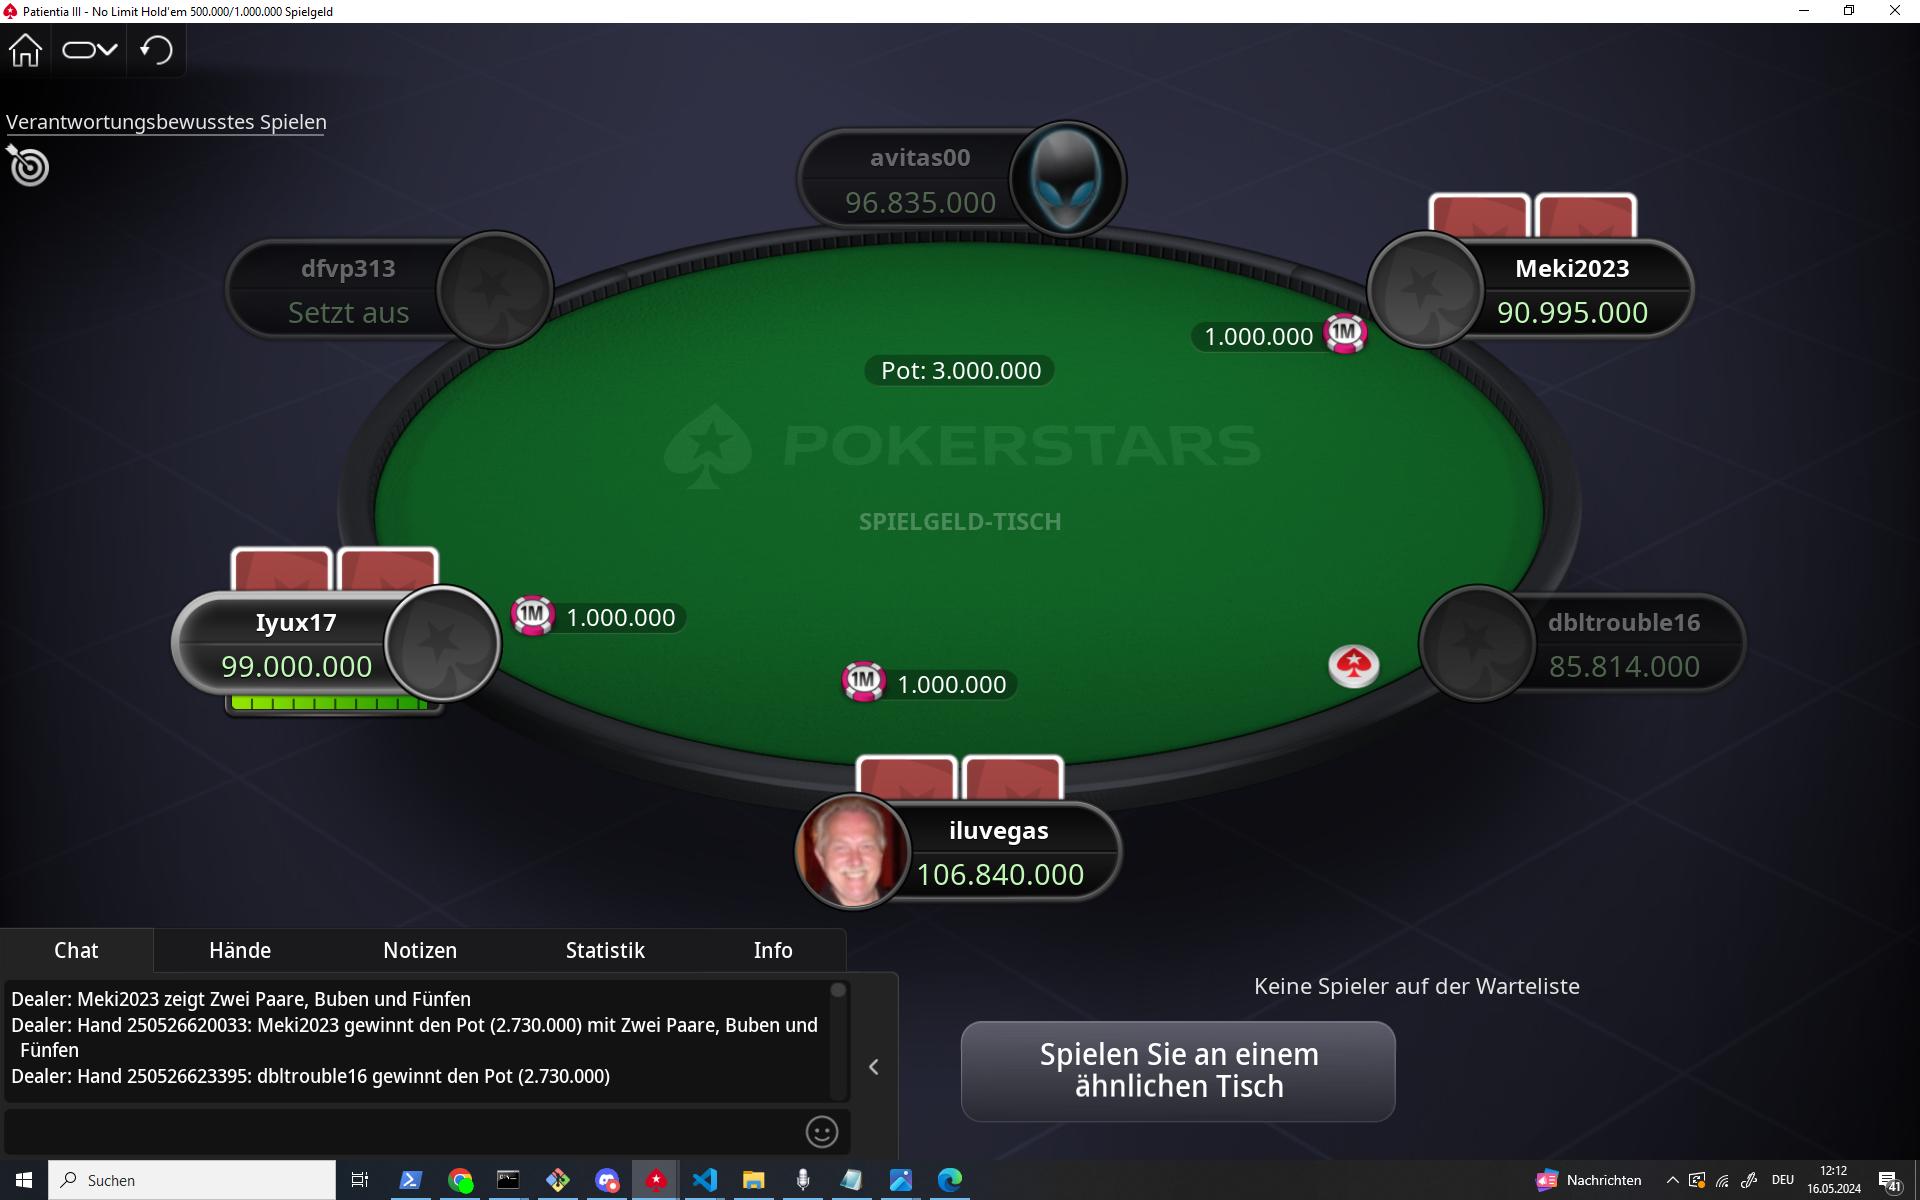 Patientia III - No Limit Hold'em 500.000/1.000.000 Spielgeld
Verantwortungsbewusstes Spielen
avitas00
96.835.000
dfvp313
Setzt aus
Meki2023
90.995.000
1.000.000
1M
Pot: 3.000.000
POKERSTARS
SPIELGELD-TISCH
Iyux17
99.000.000
1M
1.000.000
dbltrouble16
85.814.000
1M
1.000.000
iluvegas
106.840.000
Chat
Hände
Notizen
Statistik
Info
Dealer: Meki2023 zeigt Zwei Paare, Buben und Fünfen
Dealer: Hand 250526620033: Meki2023 gewinnt den Pot (2.730.000) mit Zwei Paare, Buben und
Fünfen
Dealer: Hand 250526623395: dbltrouble16 gewinnt den Pot (2.730.000)
Keine Spieler auf der Warteliste
Spielen Sie an einem
ähnlichen Tisch
Suchen
Nachrichten
DEU
12:12
16.05.2024
41